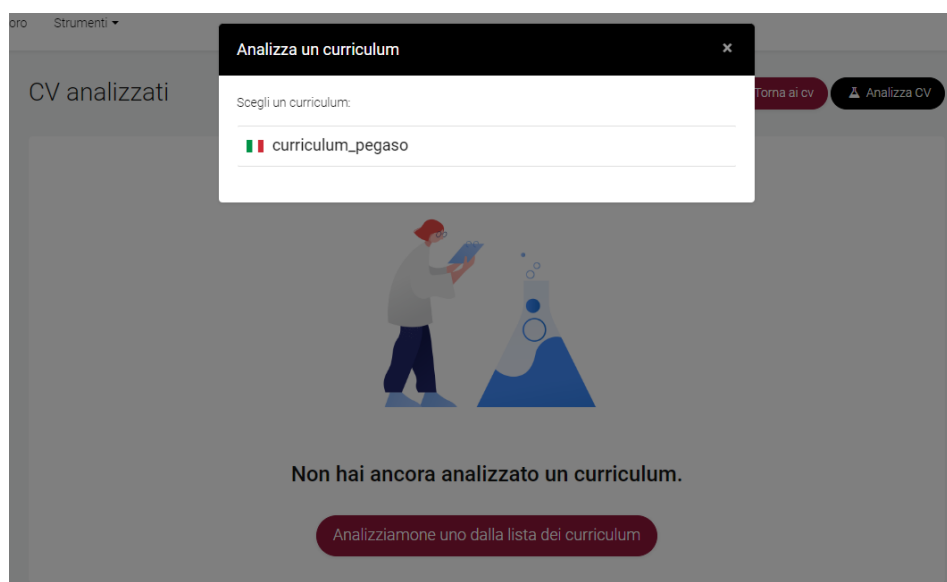 oro Strumenti
Analizza un curriculum ×
CV analizzati
Scegli un curriculum:
Torna ai cv
Analizza CV
curriculum_pegaso
Non hai ancora analizzato un curriculum.
Analizziamone uno dalla lista dei curriculum